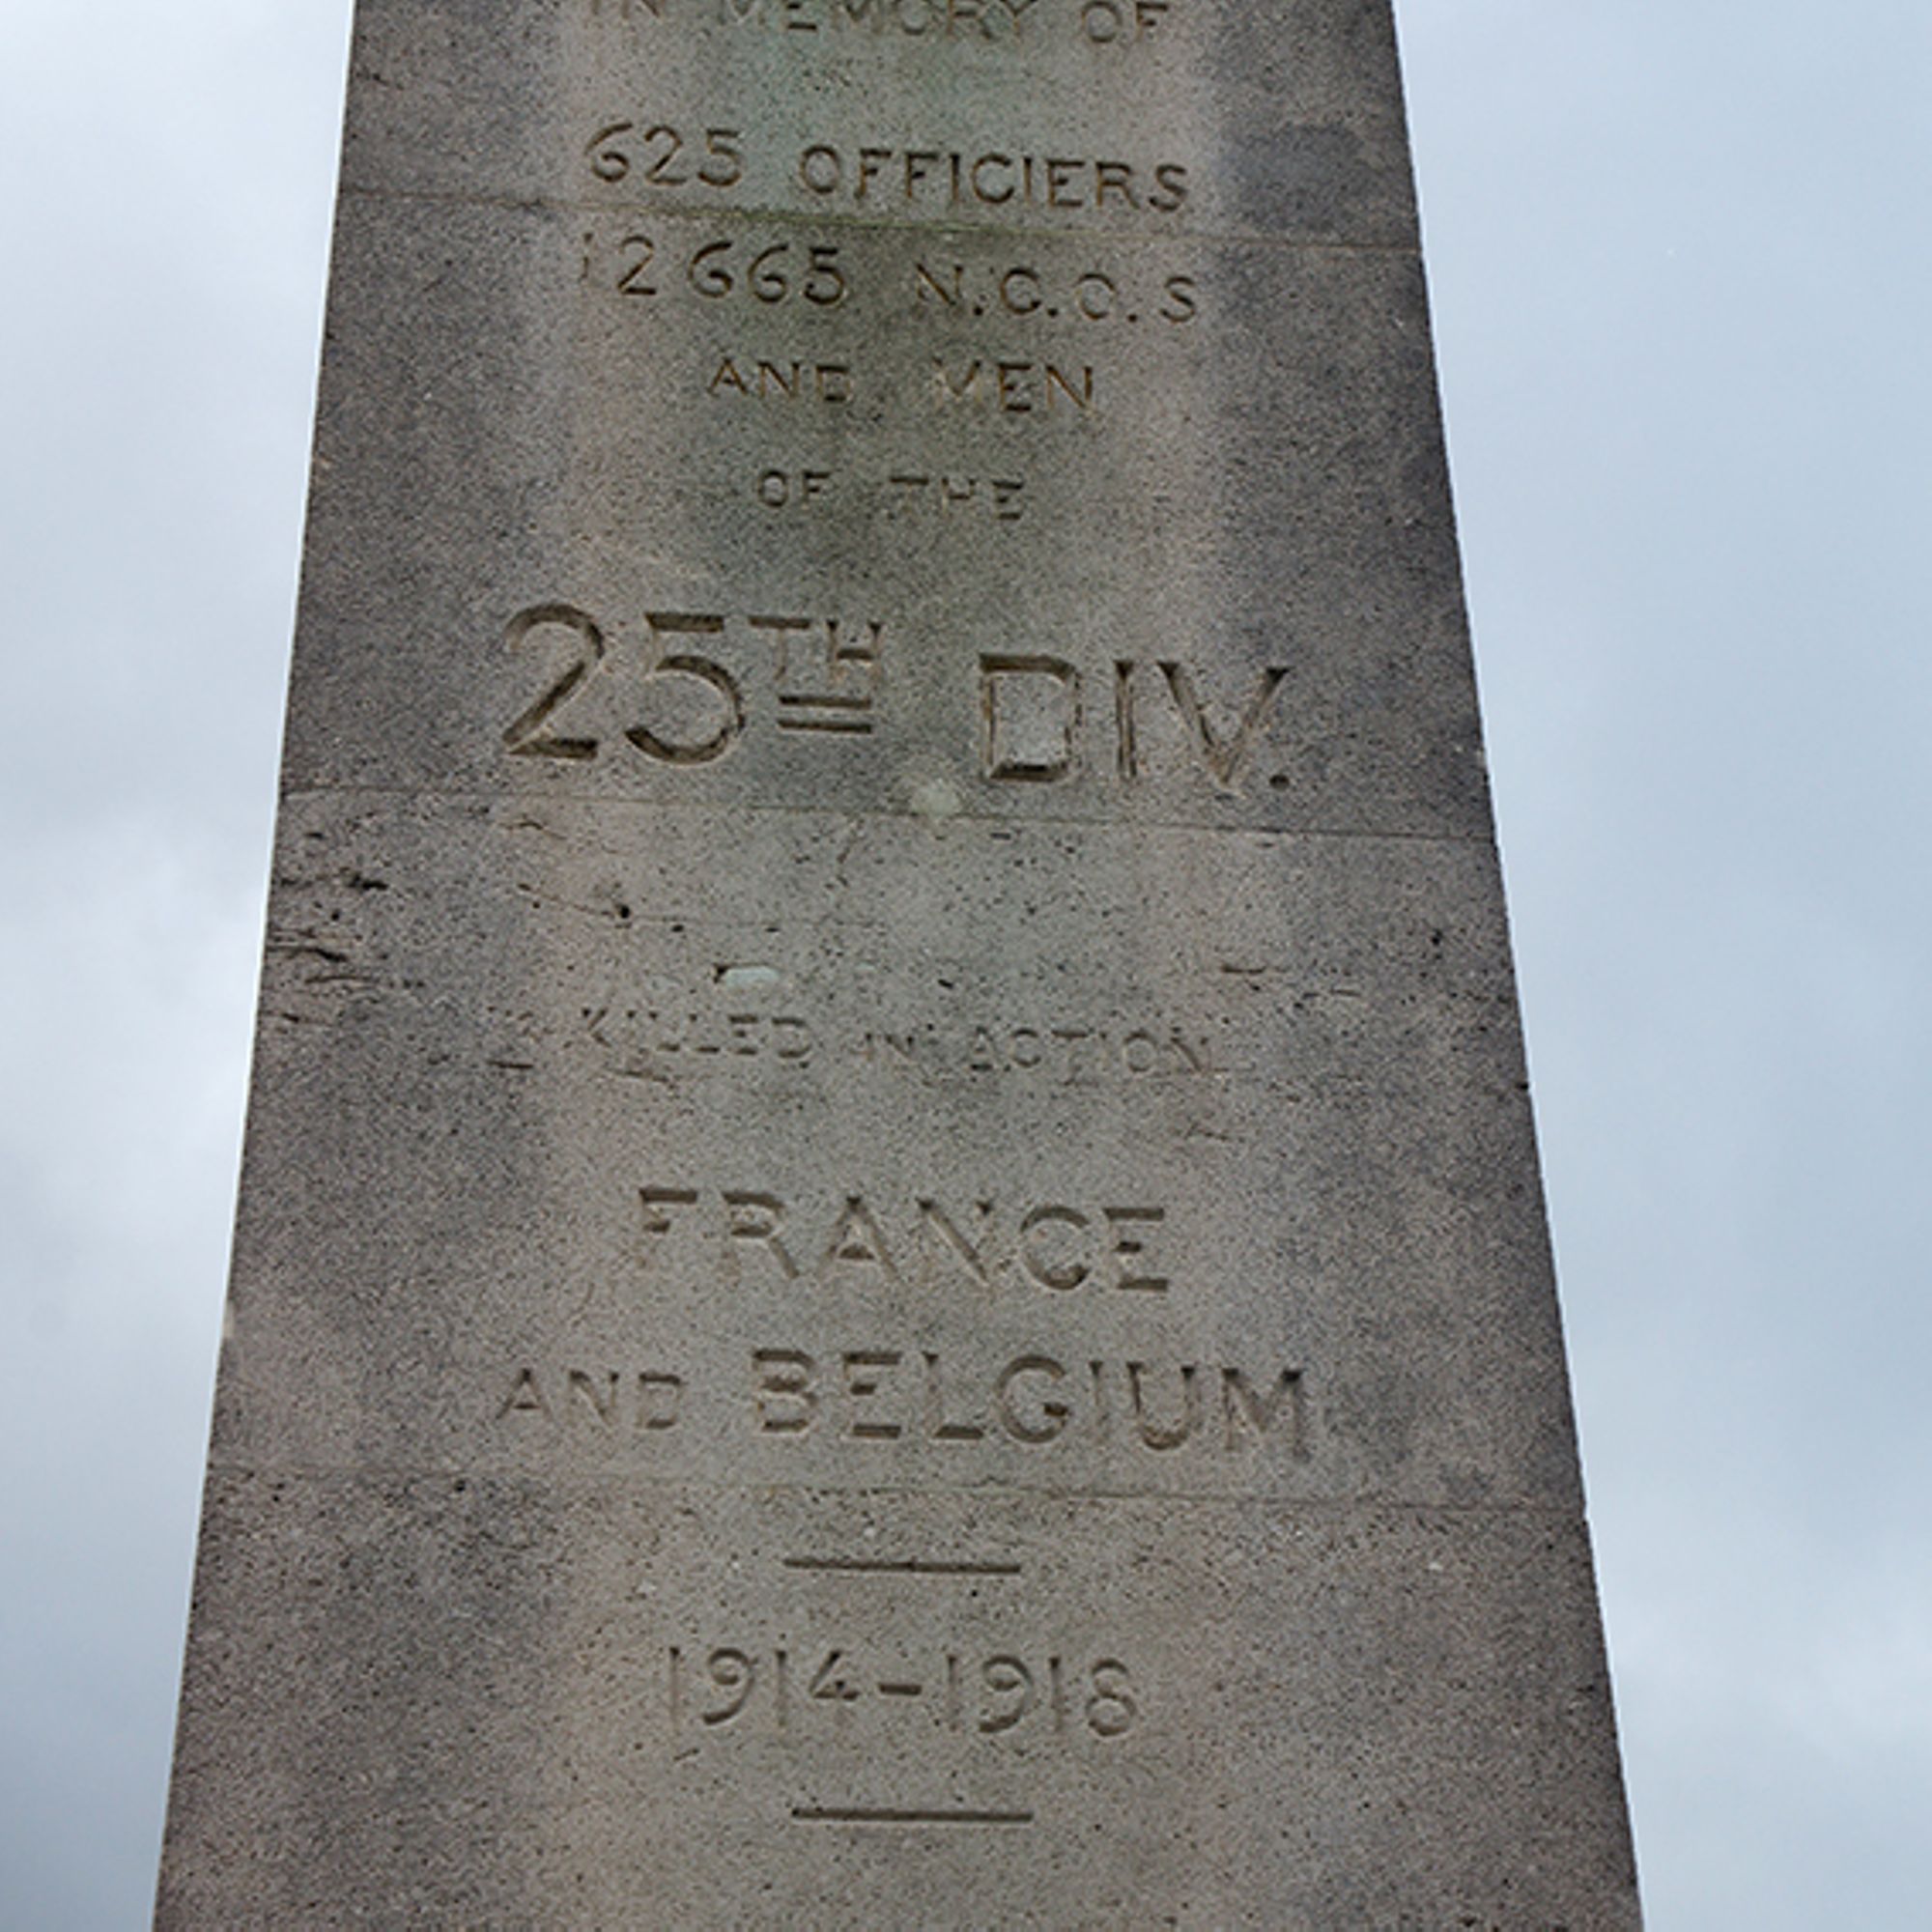 IN MEMORY OF
625 OFFICIERS
12665 N.C.O.S
AND MEN
OF THE
25TH DIV.
KILLED IN ACTION
FRANCE
AND BELGIUM
1914-1918